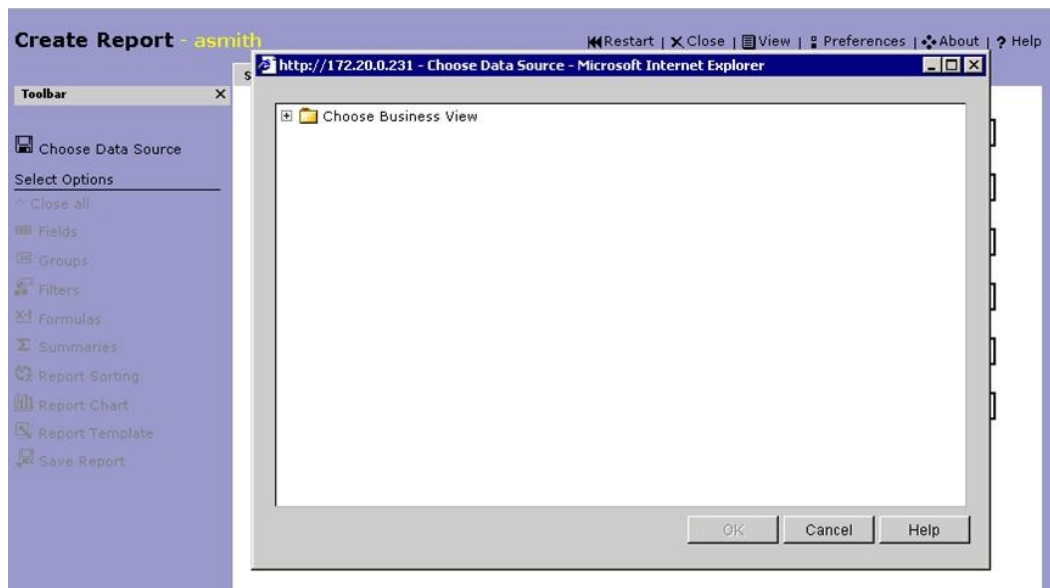 Create Report - asmith
Restart | Close | View | Preferences | About | ? Help
http://172.20.0.231 - Choose Data Source - Microsoft Internet Explorer
Toolbar X
Choose Business View
Choose Data Source
Select Options
Close all
Fields
Groups
Filters
Formulas
Summaries
Report Sorting
Report Chart
Report Template
Save Report
OK Cancel Help